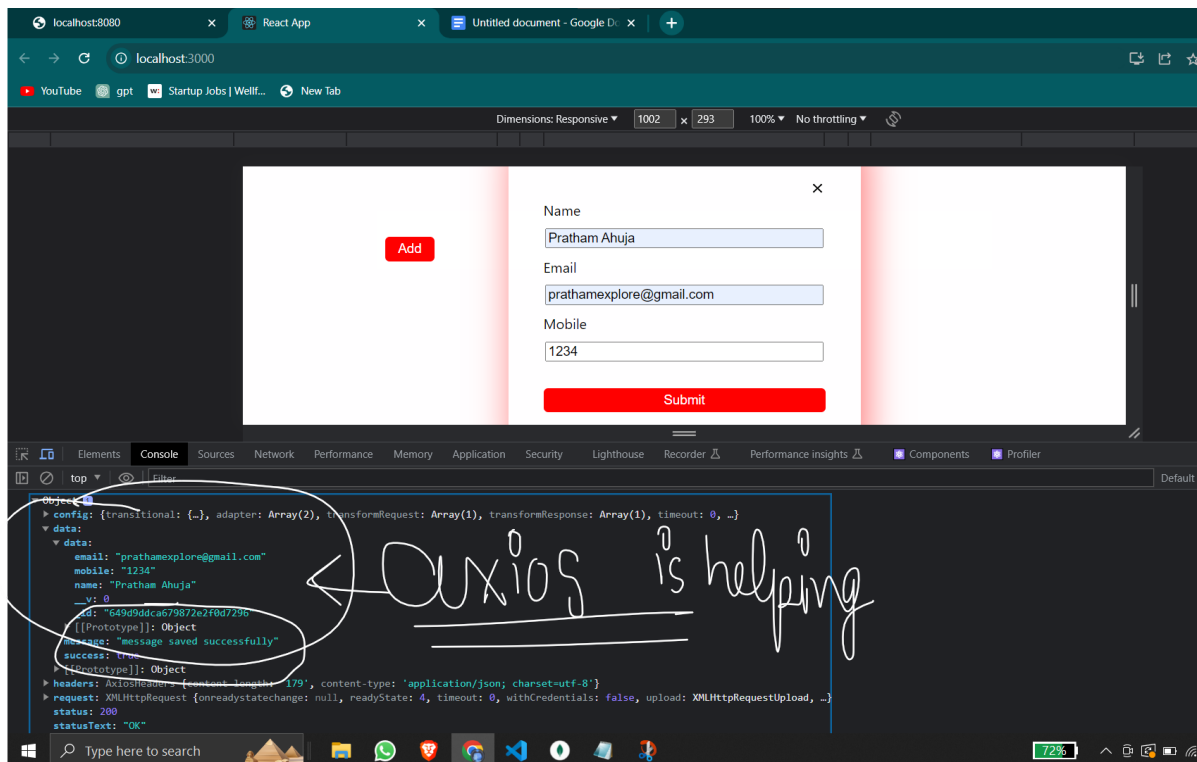 localhost:8080
React App
Untitled document - Google Do
localhost:3000
YouTube
gpt
Startup Jobs | Wellf...
New Tab
Dimensions: Responsive 1002 × 293 100% No throttling
Name
Pratham Ahuja
Add
Email
prathamexplore@gmail.com
Mobile
1234
Submit
Elements Console Sources Network Performance Memory Application Security Lighthouse Recorder Performance insights Components Profiler
top Filter Default
Object
config: {transitional: {…}, adapter: Array(2), transformRequest: Array(1), transformResponse: Array(1), timeout: 0, …}
data:
data:
email: "prathamexplore@gmail.com"
mobile: "1234"
name: "Pratham Ahuja"
__v: 0
_id: "649d9ddca679872e2f0d7296"
[[Prototype]]: Object
message: "message saved successfully"
success: true
[[Prototype]]: Object
axios is helping
headers: AxiosHeaders {content-length: '179', content-type: 'application/json; charset=utf-8'}
request: XMLHttpRequest {onreadystatechange: null, readyState: 4, timeout: 0, withCredentials: false, upload: XMLHttpRequestUpload, …}
status: 200
statusText: "OK"
Type here to search
72%